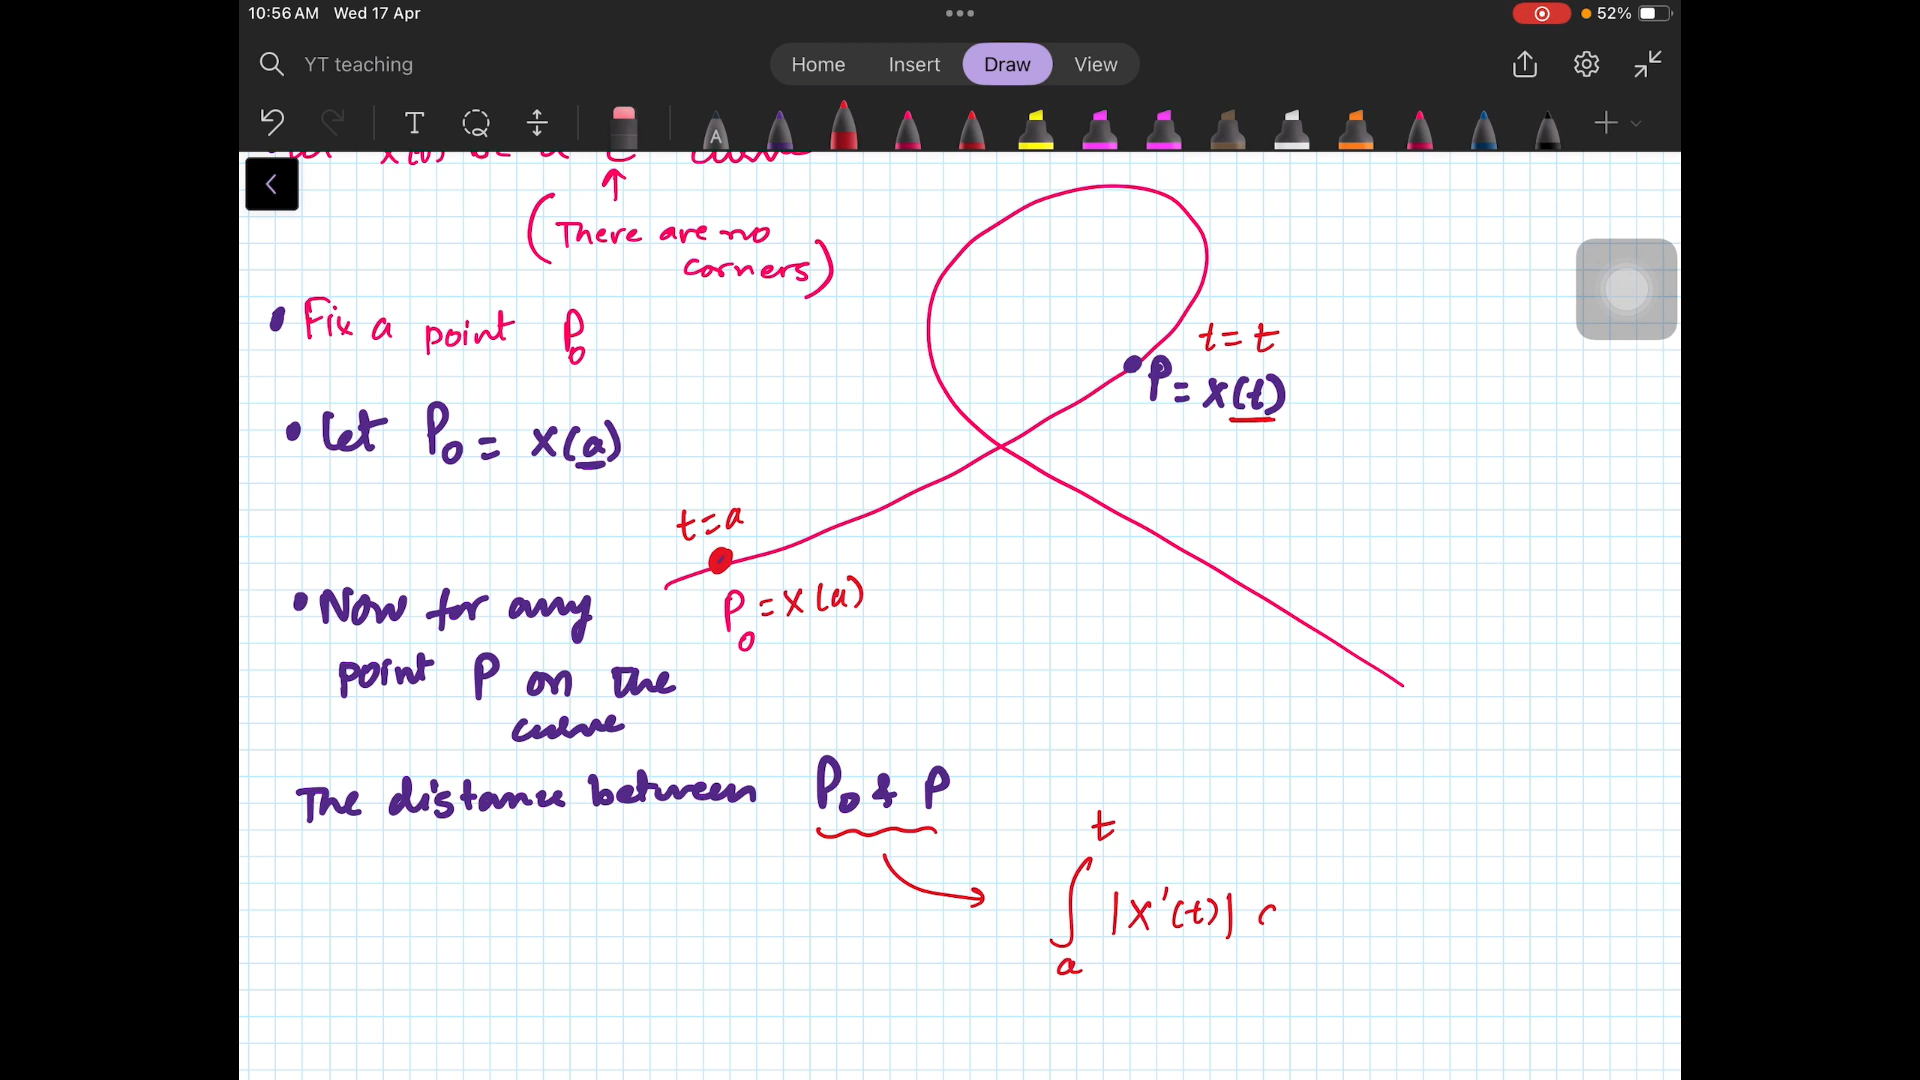 10:56 AM Wed 17 Apr
52%
YT teaching
Home Insert Draw View
T
A
(There are no
corners)
• Fix a point P0
t = t
P = X(t)
• Let P0 = X(a)
t = a
P0 = X(a)
• Now for any
point P on the
curve
The distance between P0 & P
t
∫ |X'(t)|
a